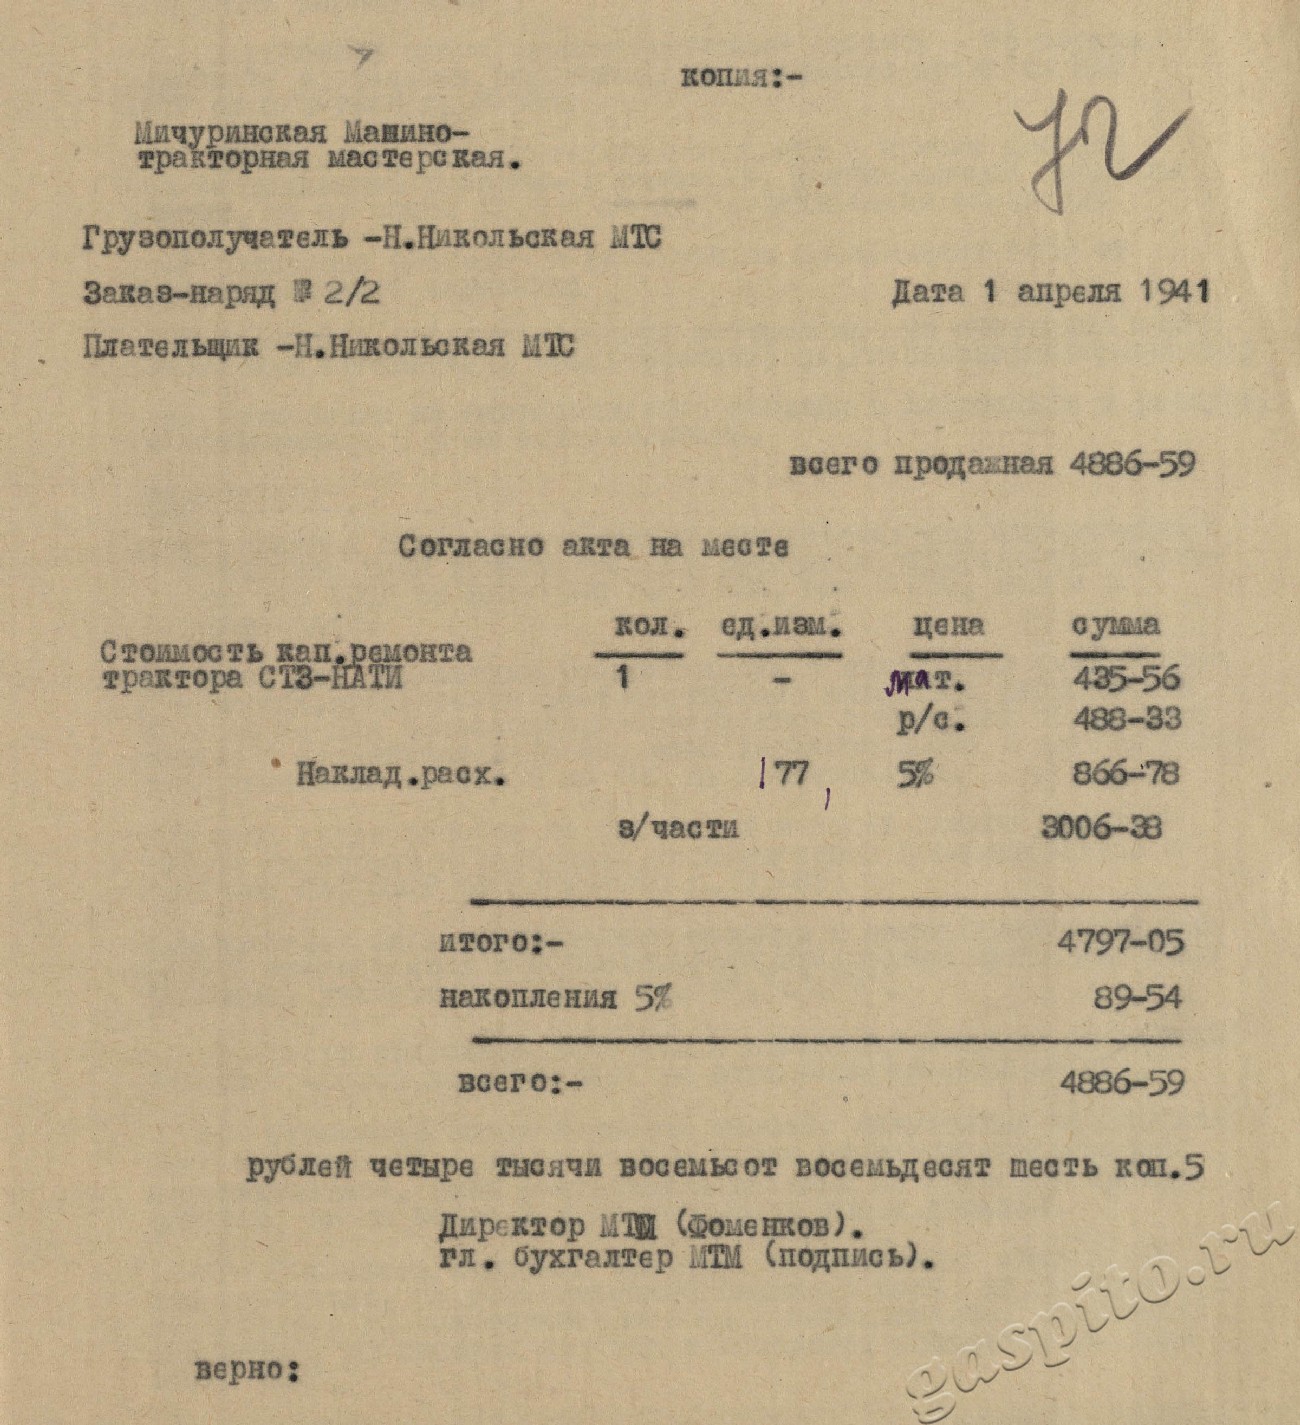 копия:-
72
Мичуринская Машино-
тракторная мастерская.
Грузополучатель -Н.Никольская МТС
Заказ-наряд № 2/2
Дата 1 апреля 1941
Плательщик -Н.Никольская МТС
всего продажная 4886-59
Согласно акта на месте
кол. ед.изм. цена сумма
Стоимость кап.ремонта
трактора СТЗ-НАТИ 1 - мат. 435-56
р/с. 488-33
Наклад.расх. 177 5% 866-78
з/части 3006-38
итого:- 4797-05
накопления 5% 89-54
всего:- 4886-59
рублей четыре тысячи восемьсот восемьдесят шесть коп.5
Директор МТМ (Фоменков).
гл. бухгалтер МТМ (подпись).
верно:
gaspito.ru